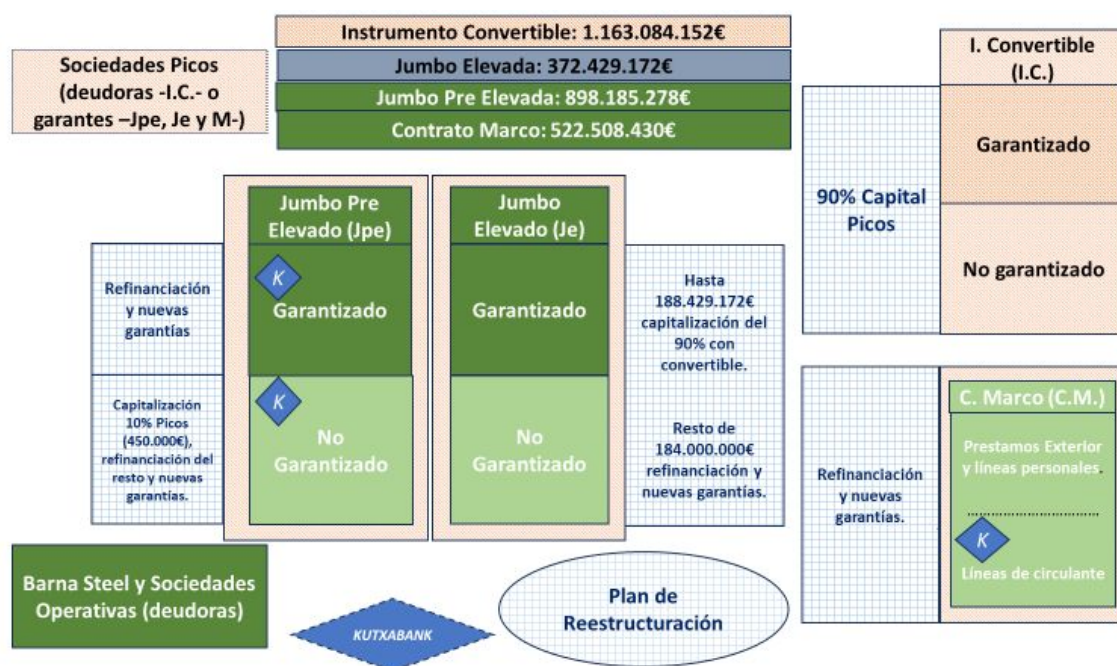 Sociedades Picos
(deudoras -I.C.- o
garantes –Jpe, Je y M-)
Instrumento Convertible: 1.163.084.152€
Jumbo Elevada: 372.429.172€
Jumbo Pre Elevada: 898.185.278€
Contrato Marco: 522.508.430€
I. Convertible
(I.C.)
90% Capital
Picos
Garantizado
No garantizado
Refinanciación
y nuevas
garantías
Capitalización
10% Picos
(450.000€),
refinanciación del
resto y nuevas
garantías.
Jumbo Pre
Elevado (Jpe)
K
Garantizado
K
No
Garantizado
Jumbo
Elevado (Je)
Garantizado
No
Garantizado
Hasta
188.429.172€
capitalización del
90% con
convertible.
Resto de
184.000.000€
refinanciación y
nuevas garantías.
Refinanciación
y nuevas
garantías.
C. Marco (C.M.)
Prestamos Exterior
y líneas personales.
................................
K
Líneas de circulante
Barna Steel y Sociedades
Operativas (deudoras)
KUTXABANK
Plan de
Reestructuración